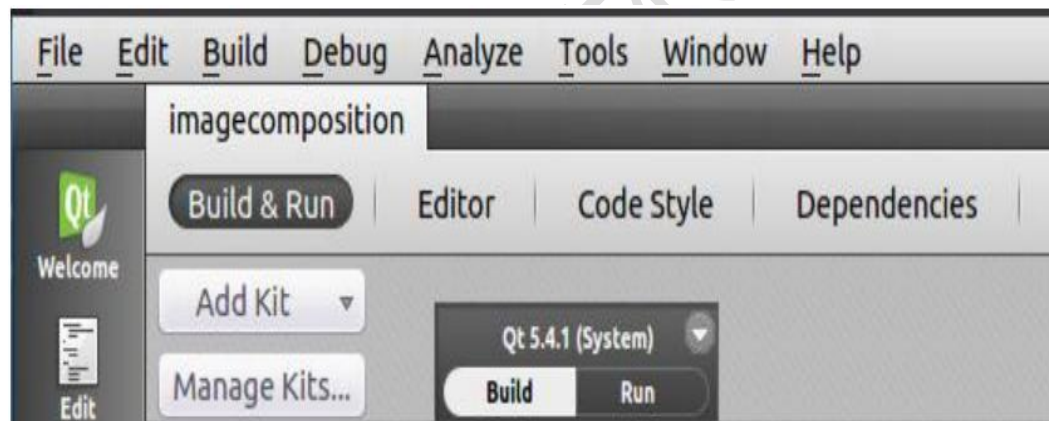 File Edit Build Debug Analyze Tools Window Help
imagecomposition
Build & Run Editor Code Style Dependencies
Qt
Welcome
Add Kit
Manage Kits...
Edit
Qt 5.4.1 (System)
Build Run